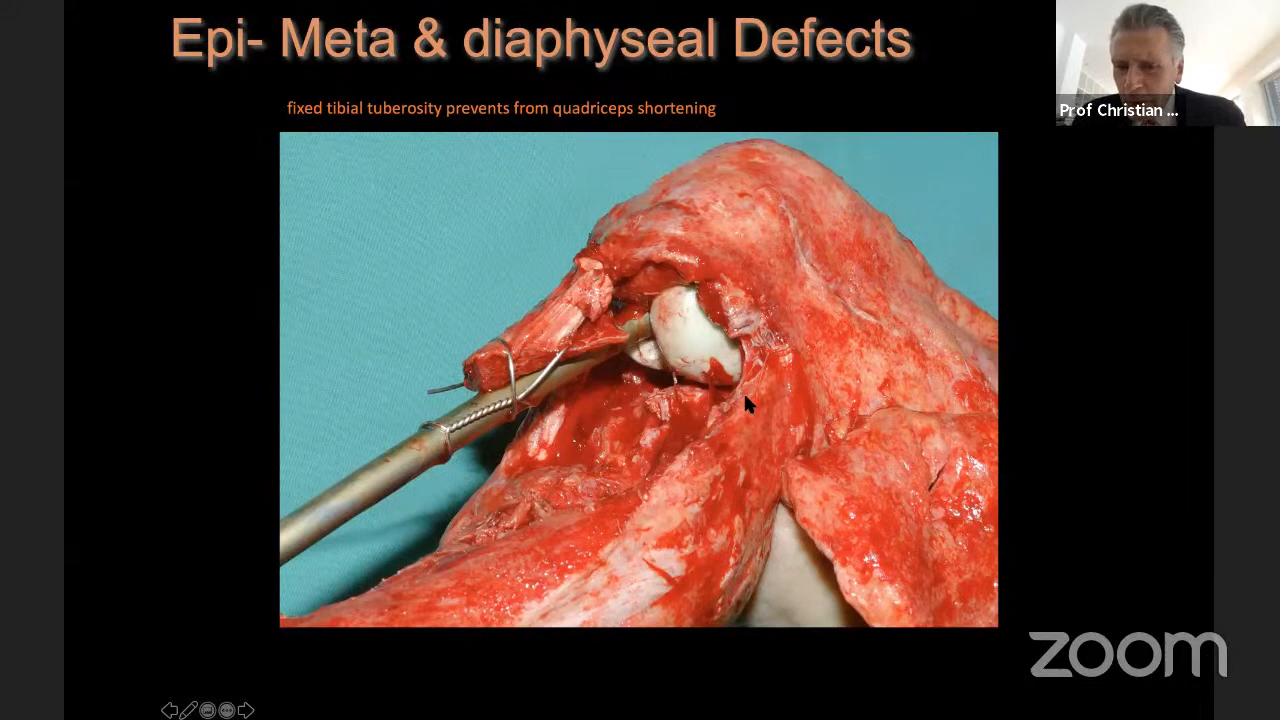 Epi- Meta & diaphyseal Defects
fixed tibial tuberosity prevents from quadriceps shortening
Prof Christian ...
zoom